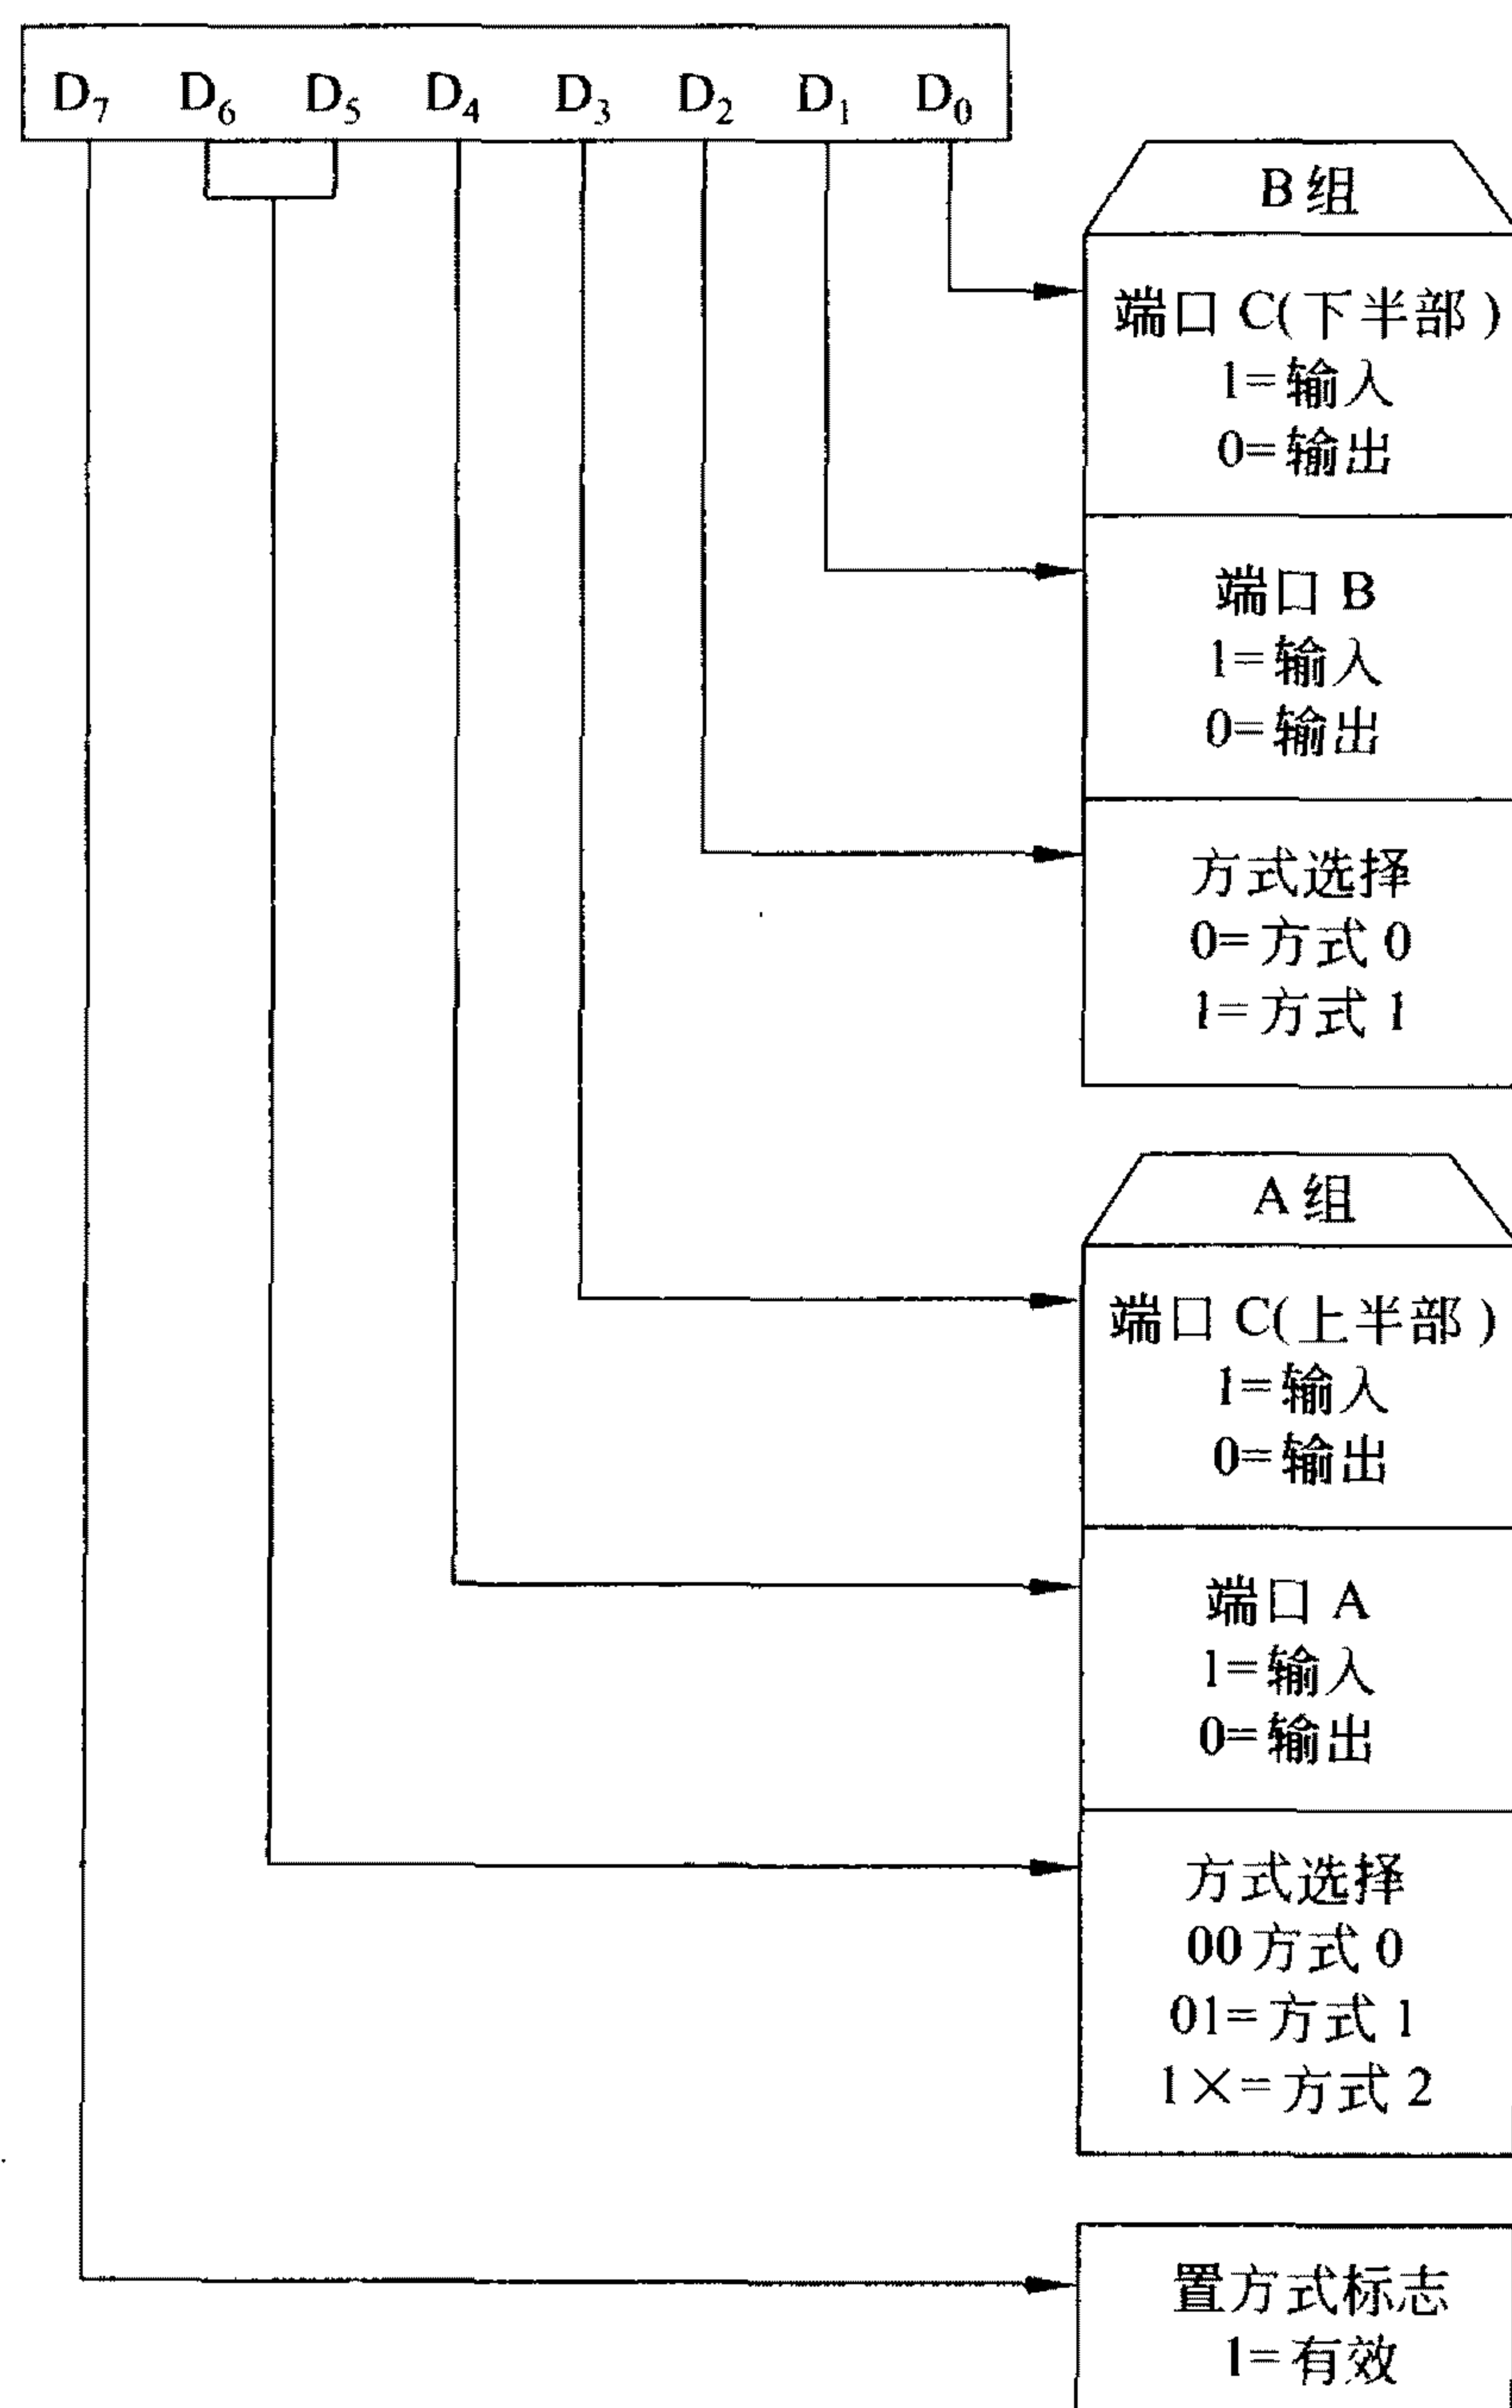 D₇ D₆ D₅ D₄ D₃ D₂ D₁ D₀
B 组
端口 C(下半部)
1=输入
0=输出
端口 B
1=输入
0=输出
方式选择
0=方式 0
1=方式 1
A 组
端口 C(上半部)
1=输入
0=输出
端口 A
1=输入
0=输出
方式选择
00方式 0
01=方式 1
1×=方式 2
置方式标志
1=有效